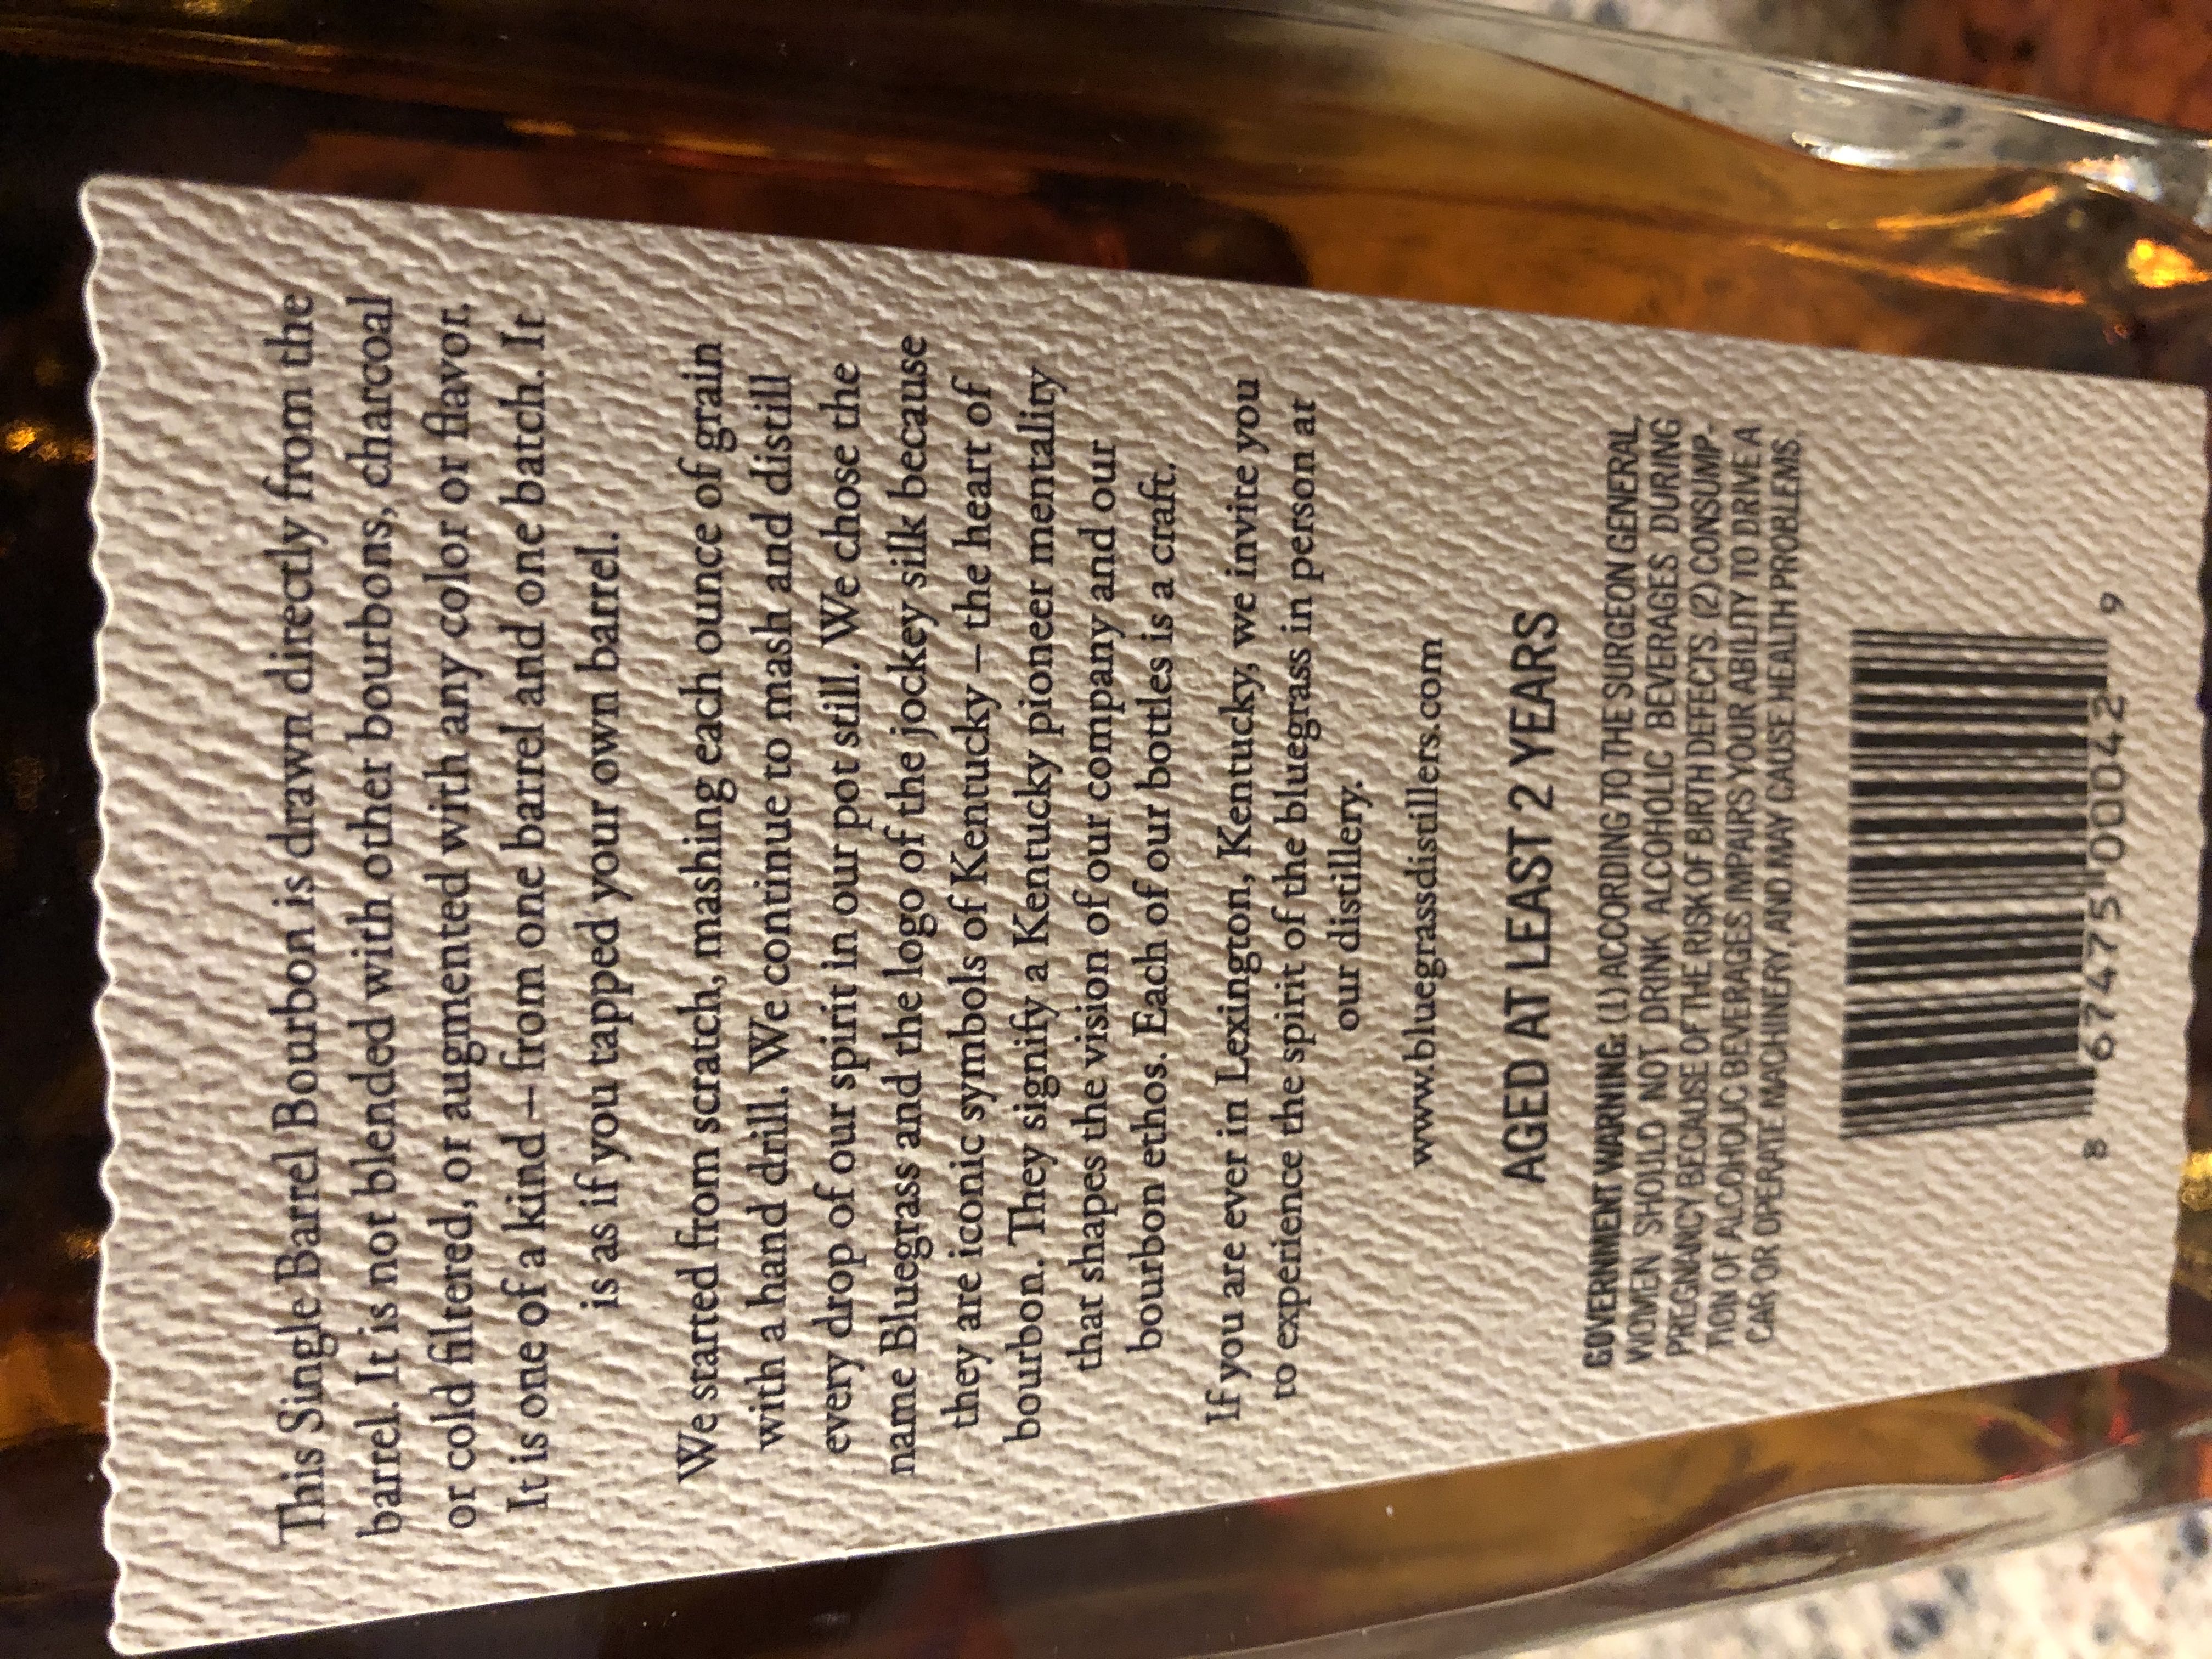 This Single Barrel Bourbon is drawn directly from the
barrel. It is not blended with other bourbons, charcoal
or cold filtered, or augmented with any color or flavor.
It is one of a kind – from one barrel and one batch. It
is as if you tapped your own barrel.
We started from scratch, mashing each ounce of grain
with a hand drill. We continue to mash and distill
every drop of our spirit in our pot still. We chose the
name Bluegrass and the logo of the jockey silk because
they are iconic symbols of Kentucky – the heart of
bourbon. They signify a Kentucky pioneer mentality
that shapes the vision of our company and our
bourbon ethos. Each of our bottles is a craft.
If you are ever in Lexington, Kentucky, we invite you
to experience the spirit of the bluegrass in person at
our distillery.
www.bluegrassdistillers.com
AGED AT LEAST 2 YEARS
GOVERNMENT WARNING: (1) ACCORDING TO THE SURGEON GENERAL,
WOMEN SHOULD NOT DRINK ALCOHOLIC BEVERAGES DURING
PREGNANCY BECAUSE OF THE RISK OF BIRTH DEFECTS. (2) CONSUMP-
TION OF ALCOHOLIC BEVERAGES IMPAIRS YOUR ABILITY TO DRIVE A
CAR OR OPERATE MACHINERY, AND MAY CAUSE HEALTH PROBLEMS.
8 67475 00042 9